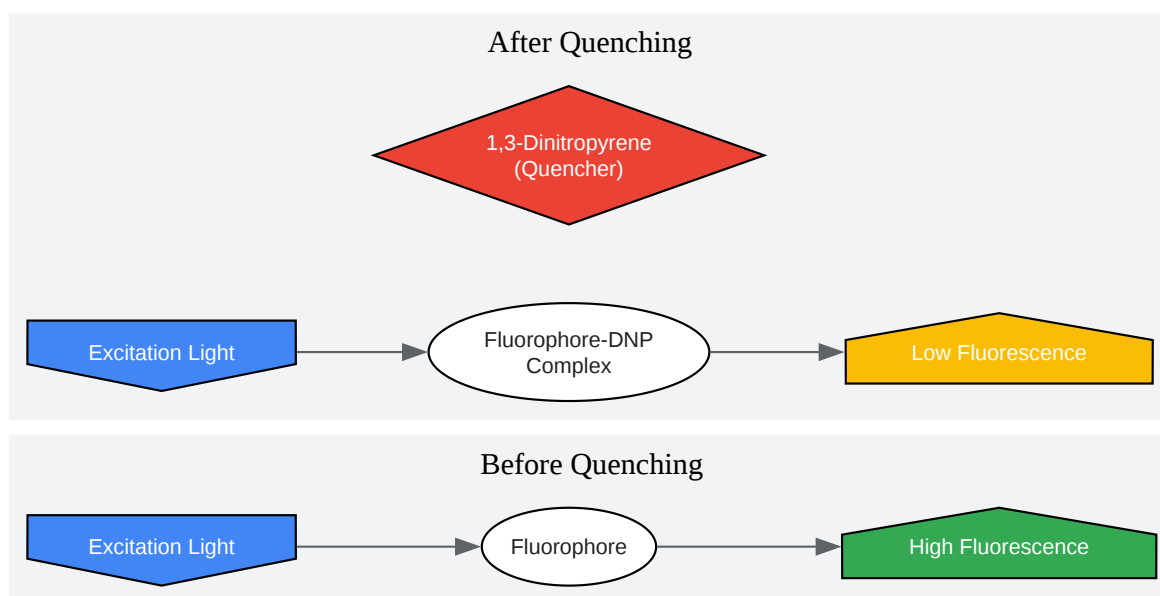 After Quenching
1,3-Dinitropyrene
(Quencher)
Excitation Light
Fluorophore-DNP
Complex
Low Fluorescence
Before Quenching
Excitation Light
Fluorophore
High Fluorescence